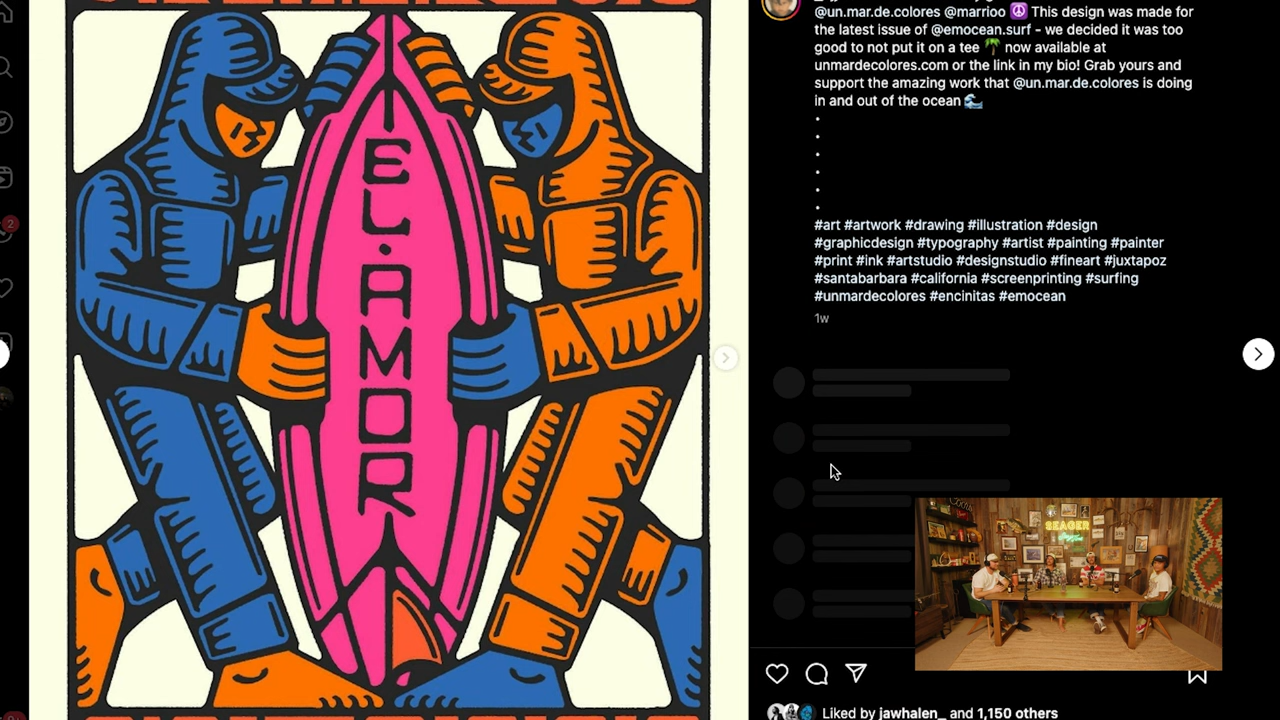 EL·AMOR
@un.mar.de.colores @marrioo ☮️ This design was made for
the latest issue of @emocean.surf - we decided it was too
good to not put it on a tee 🌴 now available at
unmardecolores.com or the link in my bio! Grab yours and
support the amazing work that @un.mar.de.colores is doing
in and out of the ocean 🌊
•
•
•
•
•
•
#art #artwork #drawing #illustration #design
#graphicdesign #typography #artist #painting #painter
#print #ink #artstudio #designstudio #fineart #juxtapoz
#santabarbara #california #screenprinting #surfing
#unmardecolores #encinitas #emocean
1w
2
SEAGER
Liked by jawhalen_ and 1,150 others